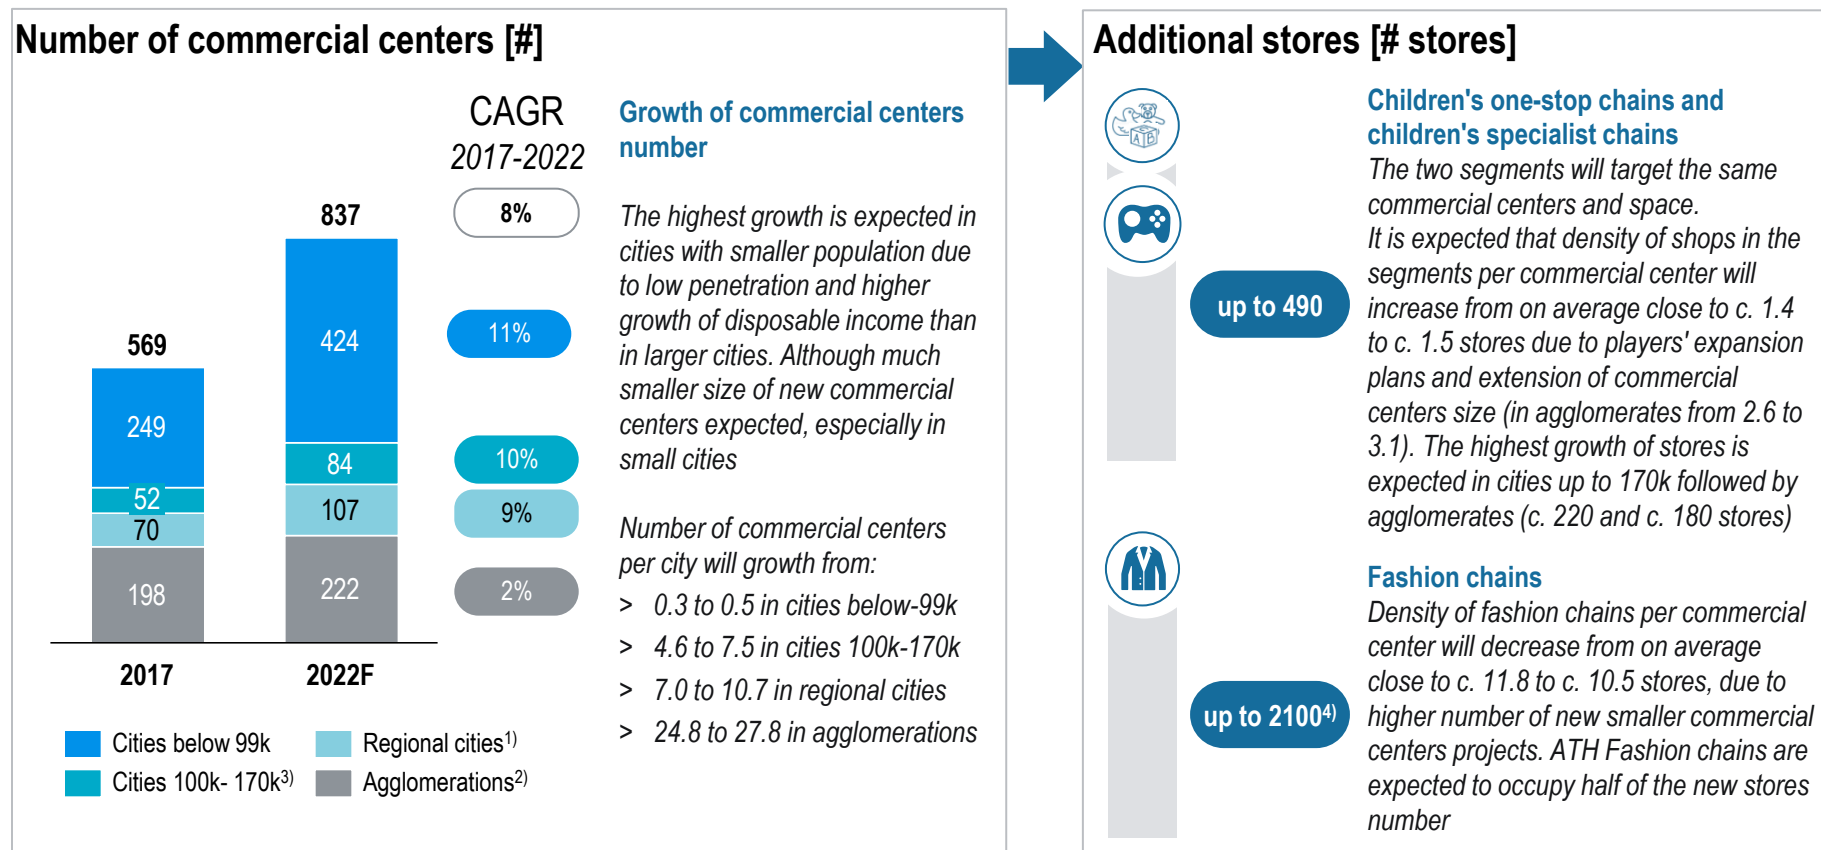 Number of commercial centers [#]
CAGR
2017-2022
8%
837
569
249
424
11%
52
84
10%
70
107
9%
198
222
2%
2017
2022F
Cities below 99k
Regional cities1)
Cities 100k- 170k3)
Agglomerations2)
Growth of commercial centers
number
The highest growth is expected in
cities with smaller population due
to low penetration and higher
growth of disposable income than
in larger cities. Although much
smaller size of new commercial
centers expected, especially in
small cities
Number of commercial centers
per city will growth from:
> 0.3 to 0.5 in cities below-99k
> 4.6 to 7.5 in cities 100k-170k
> 7.0 to 10.7 in regional cities
> 24.8 to 27.8 in agglomerations
Additional stores [# stores]
A B
up to 490
Children's one-stop chains and
children's specialist chains
The two segments will target the same
commercial centers and space.
It is expected that density of shops in the
segments per commercial center will
increase from on average close to c. 1.4
to c. 1.5 stores due to players' expansion
plans and extension of commercial
centers size (in agglomerates from 2.6 to
3.1). The highest growth of stores is
expected in cities up to 170k followed by
agglomerates (c. 220 and c. 180 stores)
up to 21004)
Fashion chains
Density of fashion chains per commercial
center will decrease from on average
close to c. 11.8 to c. 10.5 stores, due to
higher number of new smaller commercial
centers projects. ATH Fashion chains are
expected to occupy half of the new stores
number